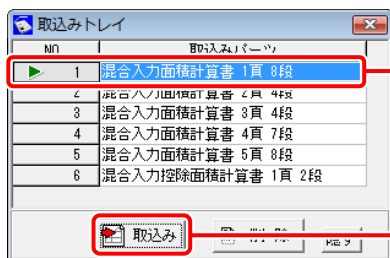 取込みトレイ
NO 取込みパーツ
1 混合入力面積計算書 1頁 8段
2 混合入力面積計算書 2頁 4段
3 混合入力面積計算書 3頁 4段
4 混合入力面積計算書 4頁 7段
5 混合入力面積計算書 5頁 8段
6 混合入力控除面積計算書 1頁 2段
取込み 削除 隠す